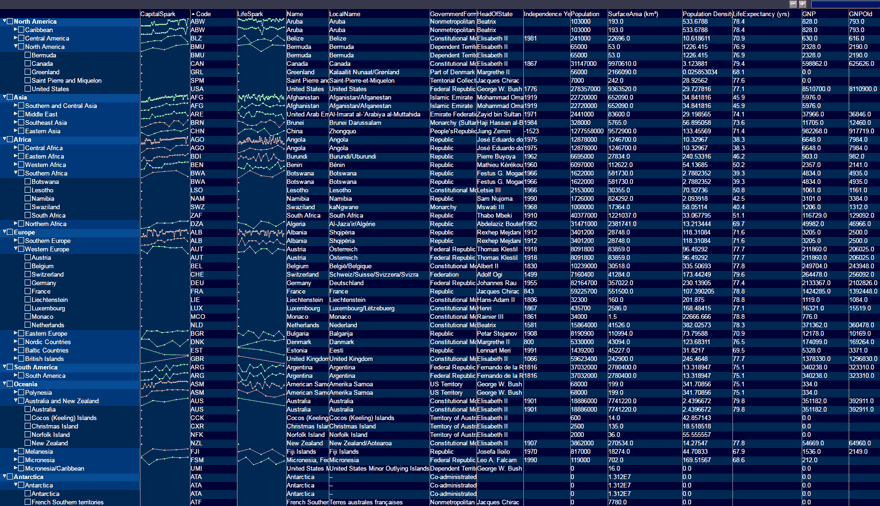 CapitalSpark Code LifeSpark Name LocalName GovernmentForm HeadOfState Independence Ye Population SurfaceArea (km²) Population Density LifeExpectancy (yrs) GNP GNPOld
North America ABW Aruba Aruba Nonmetropolitan Beatrix 103000 193.0 533.6788 78.4 828.0 793.0
Caribbean ABW Aruba Aruba Nonmetropolitan Beatrix 103000 193.0 533.6788 78.4 828.0 793.0
Central America BLZ Belize Belize Constitutional Mo Elisabeth II 1981 241000 22696.0 10.618611 70.9 630.0 616.0
North America BMU Bermuda Bermuda Dependent Territ Elisabeth II 65000 53.0 1226.415 76.9 2328.0 2190.0
Bermuda BMU Bermuda Bermuda Dependent Territ Elisabeth II 65000 53.0 1226.415 76.9 2328.0 2190.0
Canada CAN Canada Canada Constitutional Mo Elisabeth II 1867 31147000 9970610.0 3.123881 79.4 598862.0 625626.0
Greenland GRL Greenland Kalaallit Nunaat/Grønland Part of Denmark Margrethe II 56000 2166090.0 68.1 0.0
Saint Pierre and Miquelon SPM Saint Pierre and Saint-Pierre-et-Miquelon Territorial Collect Jacques Chirac 7000 242.0 28.92562 77.6 0.0
United States USA United States United States Federal Republic George W. Bush 1776 278357000 9363520.0 29.727816 77.1 8510700.0 8110900.0
Asia AFG Afghanistan Afganistan/Afqanestan Islamic Emirate Mohammad Omar 1919 22720000 652090.0 34.841816 45.9 5976.0
Southern and Central Asia AFG Afghanistan Afganistan/Afqanestan Islamic Emirate Mohammad Omar 1919 22720000 652090.0 34.841816 45.9 5976.0
Middle East ARE United Arab Em Al-Imarat al-´Arabiya al-Muttahida Emirate Federatio Zayid bin Sultan 1971 2441000 83600.0 29.198565 74.1 37966.0 36846.0
Southeast Asia BRN Brunei Brunei Darussalam Monarchy (Sultan Haji Hassan al-B 1984 328000 5765.0 56.895058 73.6 11705.0 12460.0
Eastern Asia CHN China Zhongquo People'sRepublic Jiang Zemin -1523 1277558000 9572900.0 133.45569 71.4 982268.0 917719.0
Africa AGO Angola Angola Republic José Eduardo do 1975 12878000 1246700.0 10.32967 38.3 6648.0 7984.0
Central Africa AGO Angola Angola Republic José Eduardo do 1975 12878000 1246700.0 10.32967 38.3 6648.0 7984.0
Eastern Africa BDI Burundi Burundi/Uburundi Republic Pierre Buyoya 1962 6695000 27834.0 240.53316 46.2 903.0 982.0
Western Africa BEN Benin Bénin Republic Mathieu Kérékou 1960 6097000 112622.0 54.13685 50.2 2357.0 2141.0
Southern Africa BWA Botswana Botswana Republic Festus G. Mogae 1966 1622000 581730.0 2.7882352 39.3 4834.0 4935.0
Botswana BWA Botswana Botswana Republic Festus G. Mogae 1966 1622000 581730.0 2.7882352 39.3 4834.0 4935.0
Lesotho LSO Lesotho Lesotho Constitutional Mo Letsie III 1966 2153000 30355.0 70.92736 50.8 1061.0 1161.0
Namibia NAM Namibia Namibia Republic Sam Nujoma 1990 1726000 824292.0 2.093918 42.5 3101.0 3384.0
Swaziland SWZ Swaziland kaNgwane Monarchy Mswati III 1968 1008000 17364.0 58.05114 40.4 1206.0 1312.0
South Africa ZAF South Africa South Africa Republic Thabo Mbeki 1910 40377000 1221037.0 33.067795 51.1 116729.0 129092.0
Northern Africa DZA Algeria Al-Jaza'ir/Algérie Republic Abdelaziz Boutef 1962 31471000 2381741.0 13.213444 69.7 49982.0 46966.0
Europe ALB Albania Shqipëria Republic Rexhep Mejdani 1912 3401200 28748.0 118.31084 71.6 3205.0 2500.0
Southern Europe ALB Albania Shqipëria Republic Rexhep Mejdani 1912 3401200 28748.0 118.31084 71.6 3205.0 2500.0
Western Europe AUT Austria Österreich Federal Republic Thomas Klestil 1918 8091800 83859.0 96.49292 77.7 211860.0 206025.0
Austria AUT Austria Österreich Federal Republic Thomas Klestil 1918 8091800 83859.0 96.49292 77.7 211860.0 206025.0
Belgium BEL Belgium België/Belgique Constitutional Mo Albert II 1830 10239000 30518.0 335.50693 77.8 249704.0 243948.0
Switzerland CHE Switzerland Schweiz/Suisse/Svizzera/Svizra Federation Adolf Ogi 1499 7160400 41284.0 173.44249 79.6 264478.0 256092.0
Germany DEU Germany Deutschland Federal Republic Johannes Rau 1955 82164700 357022.0 230.13905 77.4 2133367.0 2102826.0
France FRA France France Republic Jacques Chirac 843 59225700 551500.0 107.390205 78.8 1424285.0 1392448.0
Liechtenstein LIE Liechtenstein Liechtenstein Constitutional Mo Hans-Adam II 1806 32300 160.0 201.875 78.8 1119.0 1084.0
Luxembourg LUX Luxembourg Luxembourg/Lëtzebuerg Constitutional Mo Henri 1867 435700 2586.0 168.48415 77.1 16321.0 15519.0
Monaco MCO Monaco Monaco Constitutional Mo Rainier III 1861 34000 1.5 22666.666 78.8 776.0
Netherlands NLD Netherlands Nederland Constitutional Mo Beatrix 1581 15864000 41526.0 382.02573 78.3 371362.0 360478.0
Eastern Europe BGR Bulgaria Balgarija Republic Petar Stojanov 1908 8190900 110994.0 73.79588 70.9 12178.0 10169.0
Nordic Countries DNK Denmark Danmark Constitutional Mo Margrethe II 800 5330000 43094.0 123.68311 76.5 174099.0 169264.0
Baltic Countries EST Estonia Eesti Republic Lennart Meri 1991 1439200 45227.0 31.8217 69.5 5328.0 3371.0
British Islands GBR United Kingdom United Kingdom Constitutional Mo Elisabeth II 1066 59623400 242900.0 245.4648 77.7 1378330.0 1296830.0
South America ARG Argentina Argentina Federal Republic Fernando de la R 1816 37032000 2780400.0 13.318947 75.1 340238.0 323310.0
South America ARG Argentina Argentina Federal Republic Fernando de la R 1816 37032000 2780400.0 13.318947 75.1 340238.0 323310.0
Oceania ASM American Samo Amerika Samoa US Territory George W. Bush 68000 199.0 341.70856 75.1 334.0
Polynesia ASM American Samo Amerika Samoa US Territory George W. Bush 68000 199.0 341.70856 75.1 334.0
Australia and New Zealand AUS Australia Australia Constitutional Mo Elisabeth II 1901 18886000 7741220.0 2.4396672 79.8 351182.0 392911.0
Australia AUS Australia Australia Constitutional Mo Elisabeth II 1901 18886000 7741220.0 2.4396672 79.8 351182.0 392911.0
Cocos (Keeling) Islands CCK Cocos (Keeling Cocos (Keeling) Islands Territory of Austr Elisabeth II 600 14.0 42.857143 0.0
Christmas Island CXR Christmas Islan Christmas Island Territory of Austr Elisabeth II 2500 135.0 18.518518 0.0
Norfolk Island NFK Norfolk Island Norfolk Island Territory of Austr Elisabeth II 2000 36.0 55.555557 0.0
New Zealand NZL New Zealand New Zealand/Aotearoa Constitutional Mo Elisabeth II 1907 3862000 270534.0 14.27547 77.8 54669.0 64960.0
Melanesia FJI Fiji Islands Fiji Islands Republic Josefa Iloilo 1970 817000 18274.0 44.70833 67.9 1536.0 2149.0
Micronesia FSM Micronesia, Fed Micronesia Federal Republic Leo A. Falcam 1990 119000 702.0 169.51567 68.6 212.0
Micronesia/Caribbean UMI United States M United States Minor Outlying Islands Dependent Territ George W. Bush 0 16.0 0.0 0.0
Antarctica ATA Antarctica – Co-administrated 0 1.312E7 0.0 0.0
Antarctica ATA Antarctica – Co-administrated 0 1.312E7 0.0 0.0
Antarctica ATA Antarctica – Co-administrated 0 1.312E7 0.0 0.0
French Southern territories ATF French Souther Terres australes françaises Nonmetropolitan Jacques Chirac 0 7780.0 0.0 0.0